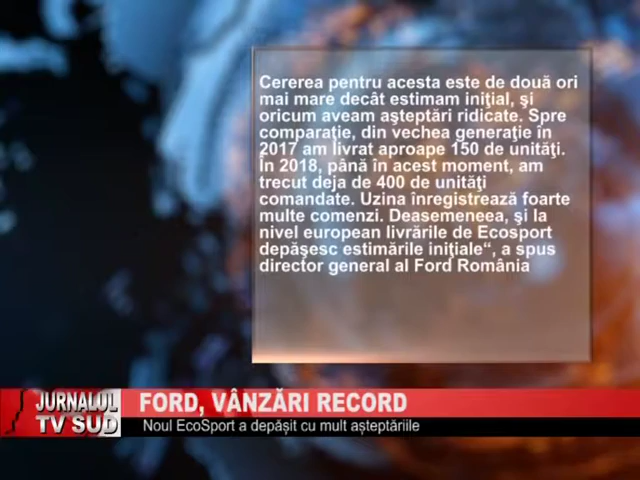 Cererea pentru acesta este de două ori
mai mare decât estimam iniţial, şi
oricum aveam aşteptări ridicate. Spre
comparaţie, din vechea generaţie în
2017 am livrat aproape 150 de unităţi.
În 2018, până în acest moment, am
trecut deja de 400 de unităţi
comandate. Uzina înregistrează foarte
multe comenzi. Deasemeneea, şi la
nivel european livrările de Ecosport
depăşesc estimările iniţiale“, a spus
director general al Ford România
JURNALUL
TV SUD
FORD, VÂNZĂRI RECORD
Noul EcoSport a depășit cu mult așteptăriile